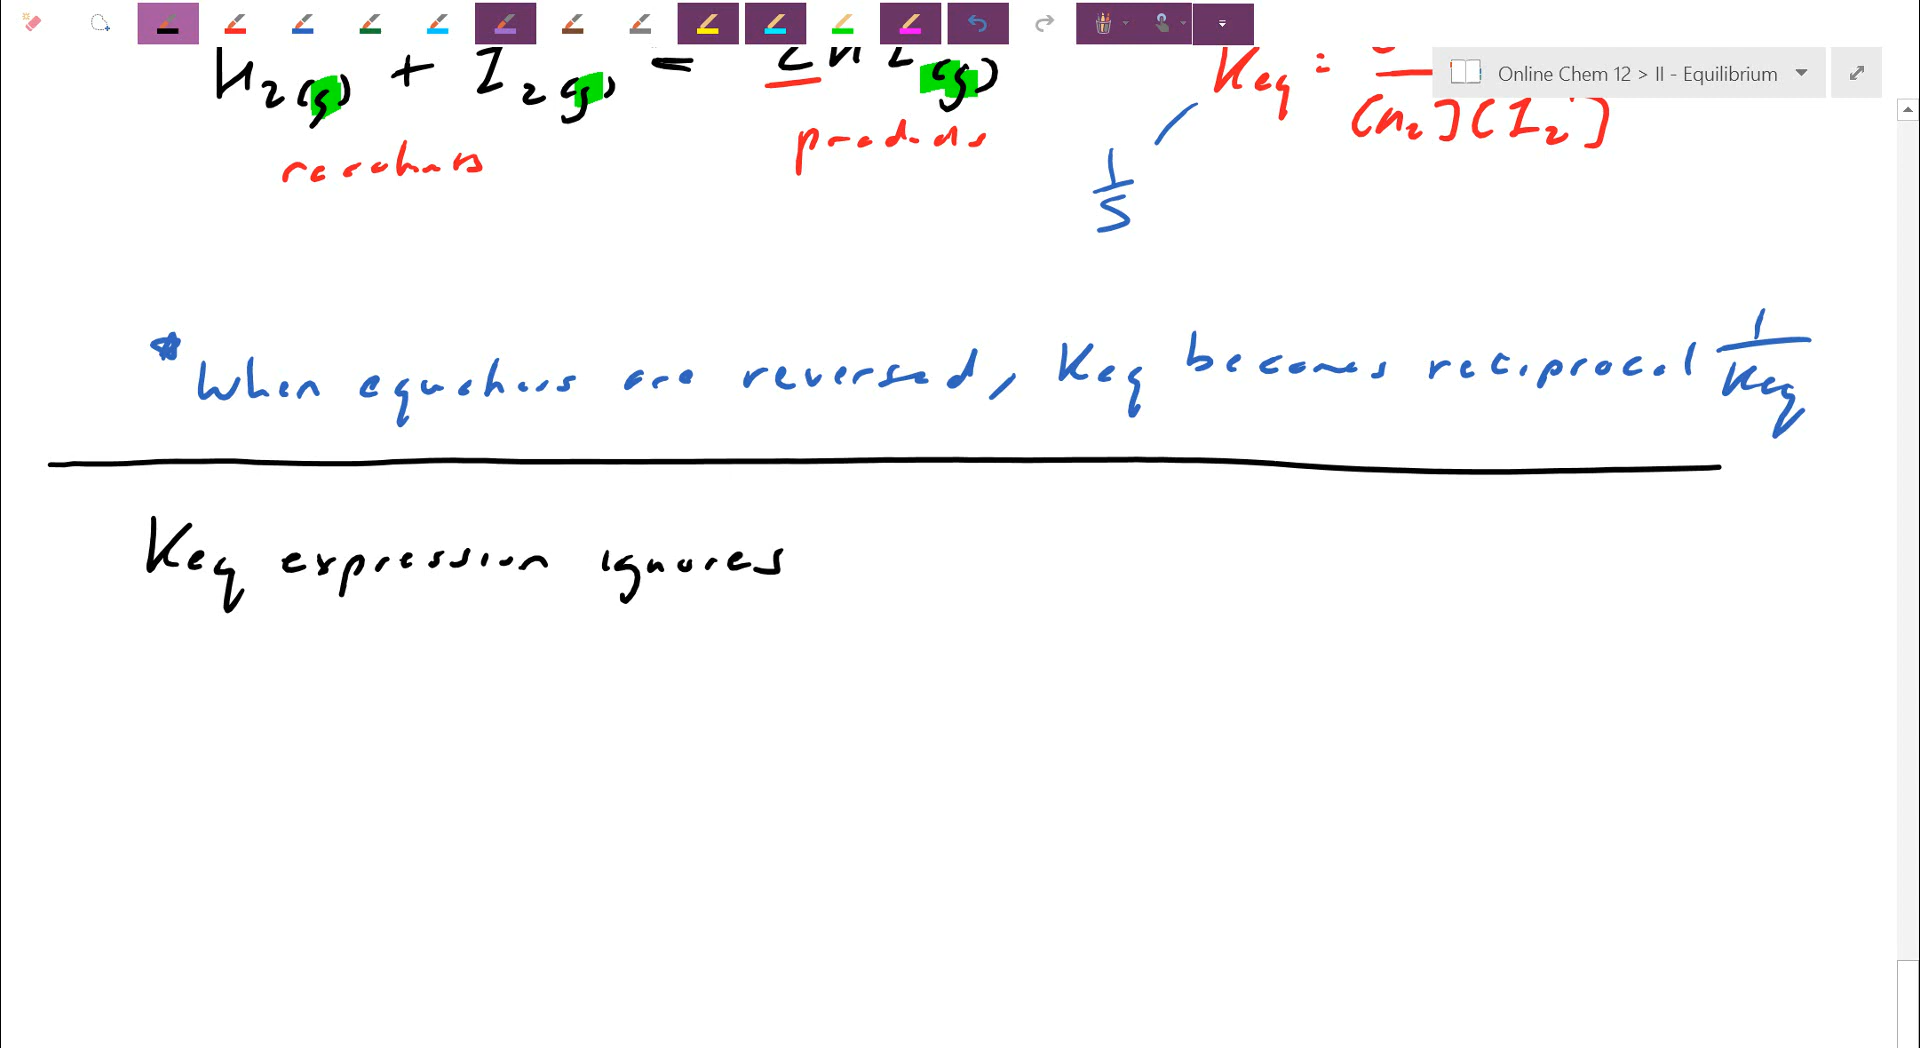 H2(g) + I2(g) = 2HI(g)
Keq =
[H2][I2]
Online Chem 12 > II - Equilibrium
reactants
products
1
5
*When equations are reversed, Keq becomes reciprocal 1/Keq
Keq expression ignores